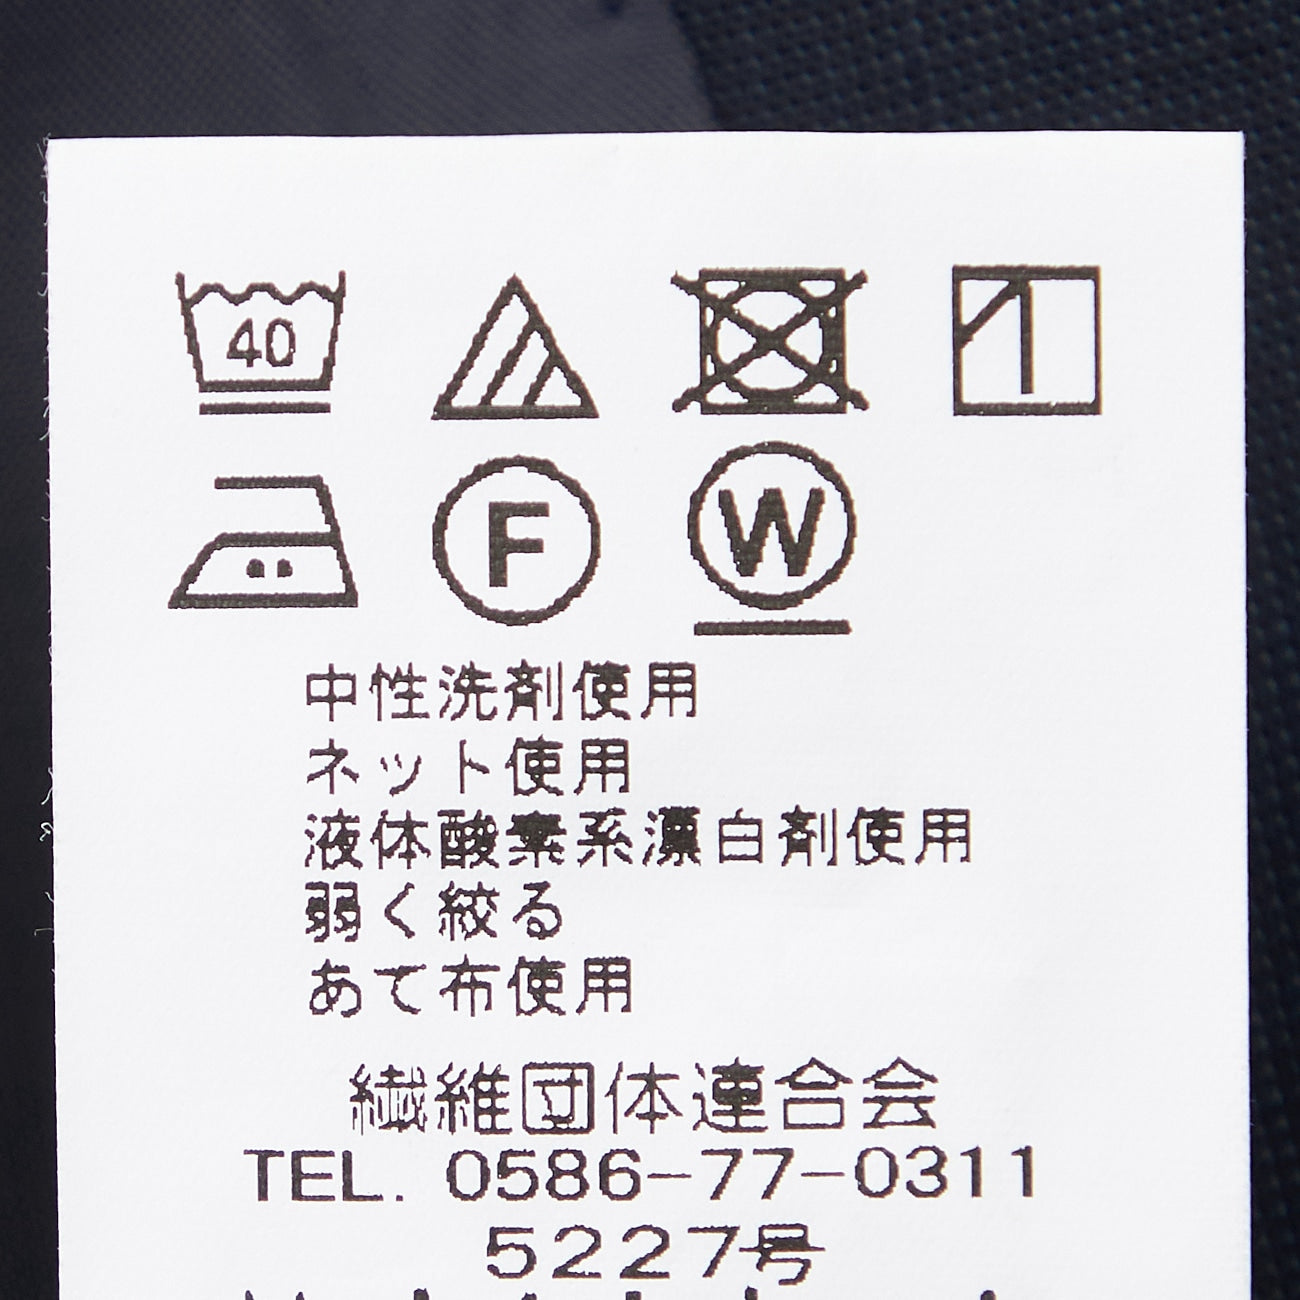 40
F W
中性洗剤使用
ネット使用
液体酸素系漂白剤使用
弱く絞る
あて布使用
繊維団体連合会
TEL. 0586-77-0311
5227号